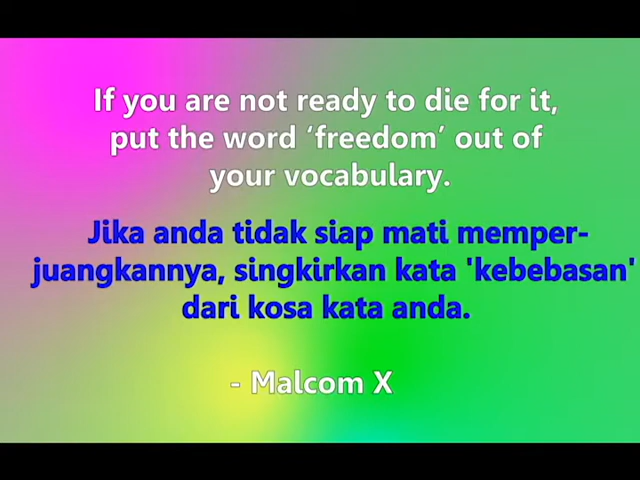 If you are not ready to die for it,
put the word ‘freedom’ out of
your vocabulary.
Jika anda tidak siap mati memper-
juangkannya, singkirkan kata 'kebebasan'
dari kosa kata anda.
- Malcom X